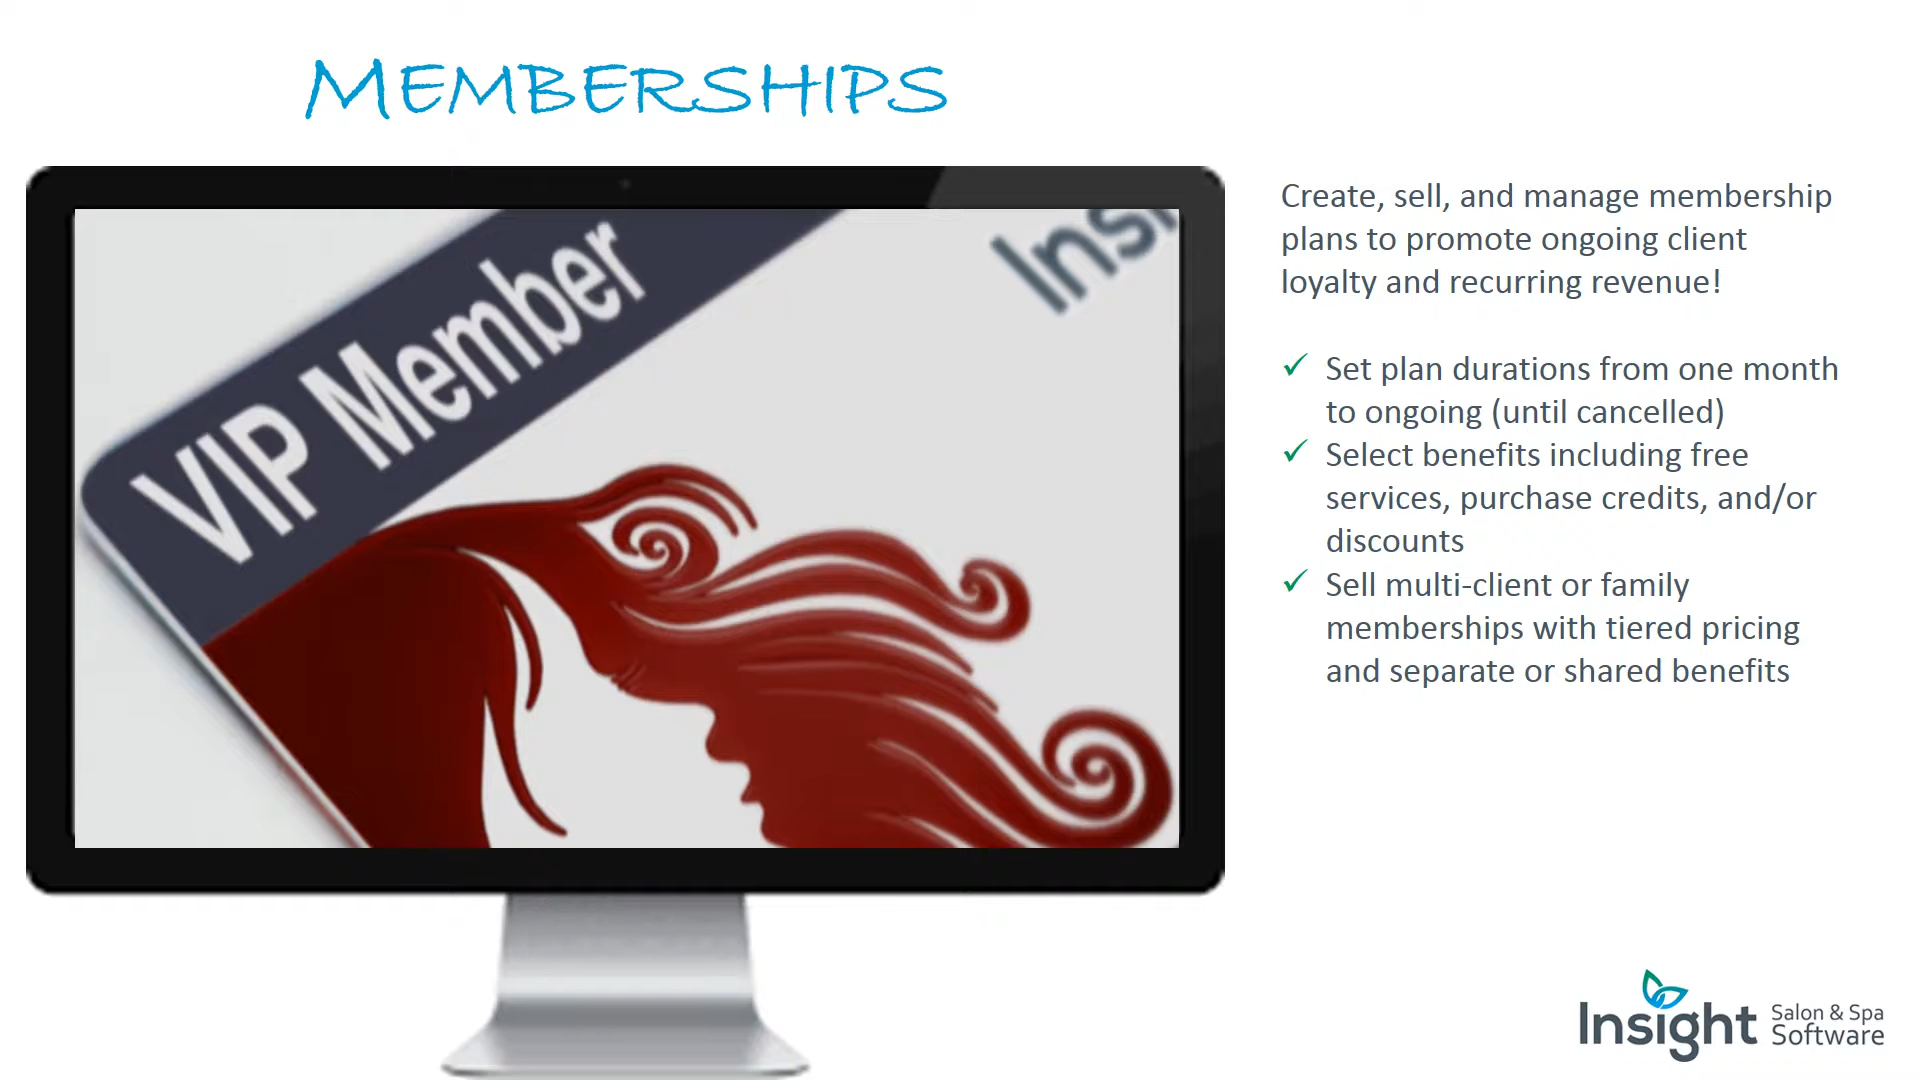 MEMBERSHIPS
VIP Member
Insi
Create, sell, and manage membership
plans to promote ongoing client
loyalty and recurring revenue!
✓ Set plan durations from one month
to ongoing (until cancelled)
✓ Select benefits including free
services, purchase credits, and/or
discounts
✓ Sell multi-client or family
memberships with tiered pricing
and separate or shared benefits
Insight Salon & Spa
Software